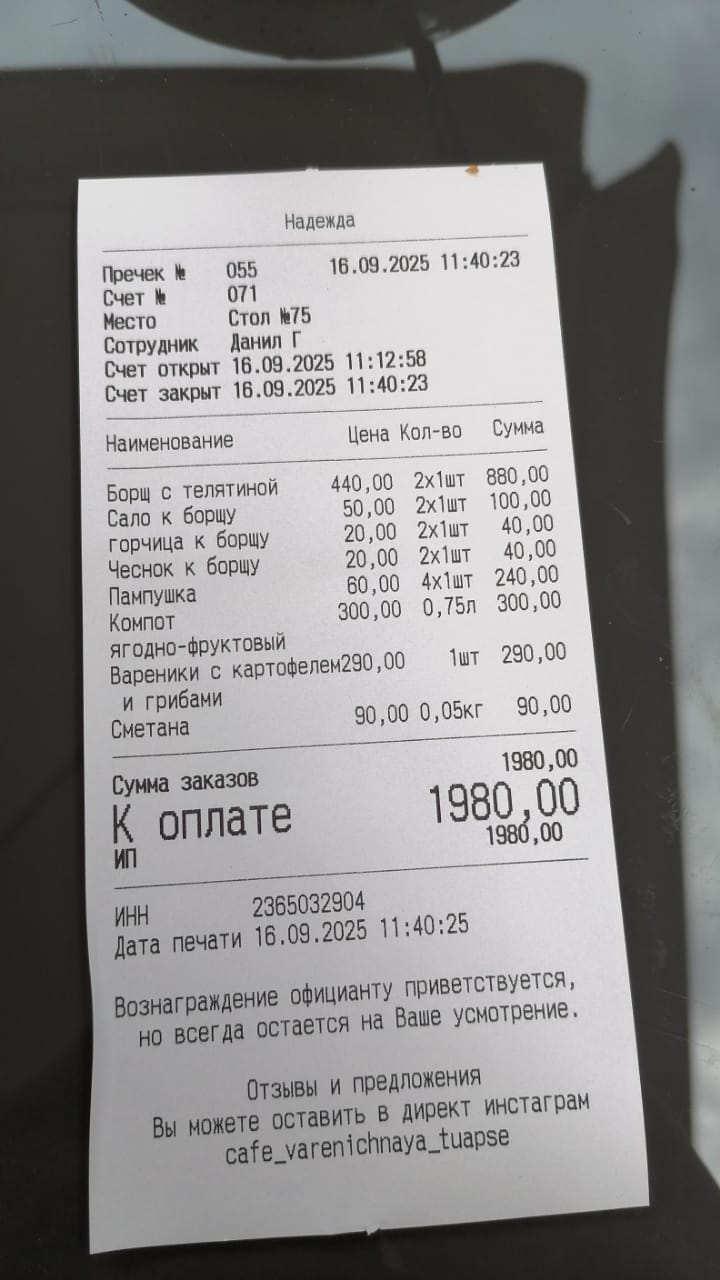 Надежда
Пречек № 055 16.09.2025 11:40:23
Счет № 071
Место Стол №75
Сотрудник Данил Г
Счет открыт 16.09.2025 11:12:58
Счет закрыт 16.09.2025 11:40:23
Наименование Цена Кол-во Сумма
Борщ с телятиной 440,00 2x1шт 880,00
Сало к борщу 50,00 2x1шт 100,00
горчица к борщу 20,00 2x1шт 40,00
Чеснок к борщу 20,00 2x1шт 40,00
Пампушка 60,00 4x1шт 240,00
Компот 300,00 0,75л 300,00
ягодно-фруктовый
Вареники с картофелем290,00 1шт 290,00
и грибами
Сметана 90,00 0,05кг 90,00
Сумма заказов 1980,00
К оплате 1980,00
ИП 1980,00
ИНН 2365032904
Дата печати 16.09.2025 11:40:25
Вознаграждение официанту приветствуется,
но всегда остается на Ваше усмотрение.
Отзывы и предложения
Вы можете оставить в директ инстаграм
cafe_varenichnaya_tuapse